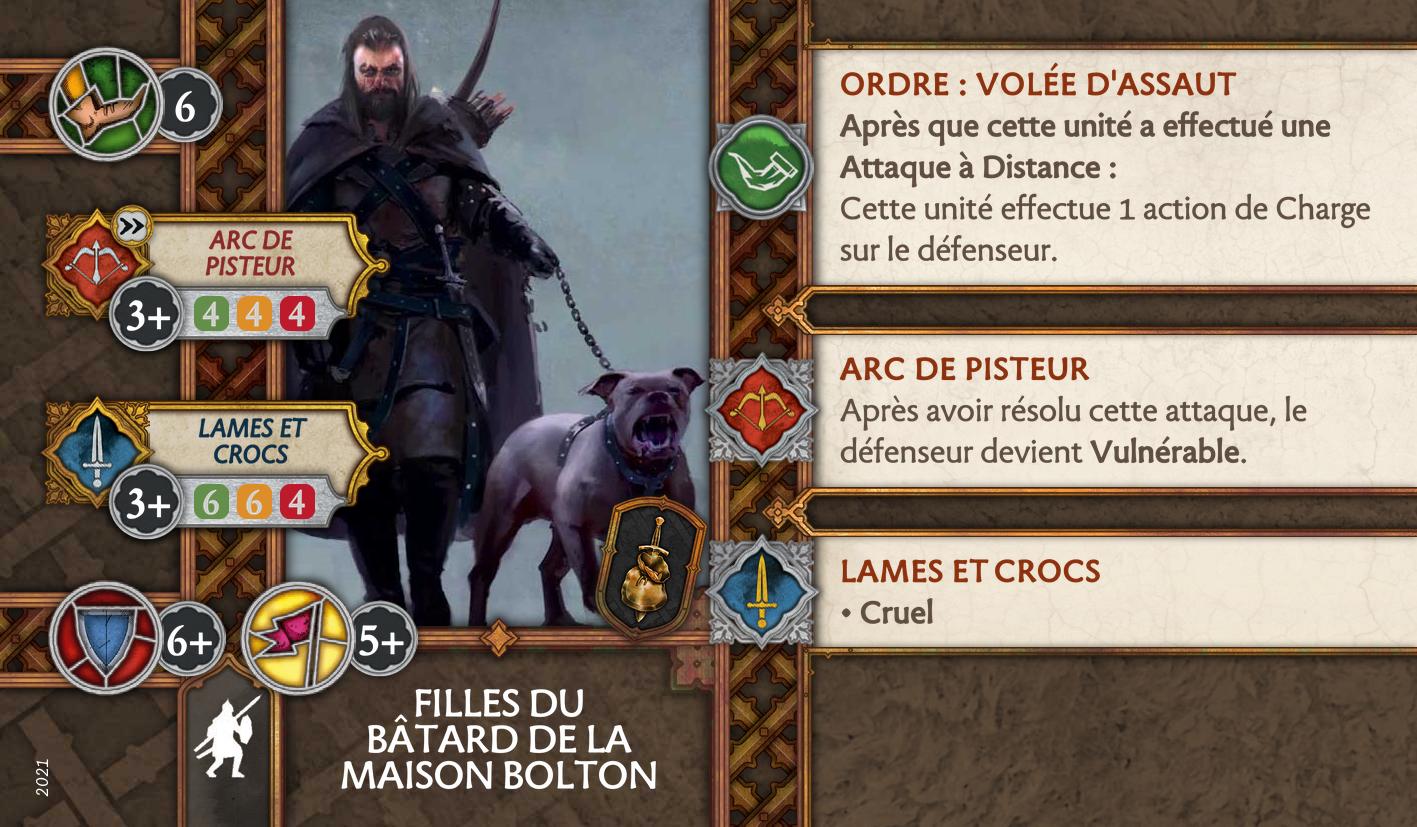 6
ARC DE
PISTEUR
3+
4 4 4
LAMES ET
CROCS
3+
6 6 4
6+
5+
FILLES DU
BÂTARD DE LA
MAISON BOLTON
2021
ORDRE : VOLÉE D'ASSAUT
Après que cette unité a effectué une
Attaque à Distance :
Cette unité effectue 1 action de Charge
sur le défenseur.
ARC DE PISTEUR
Après avoir résolu cette attaque, le
défenseur devient Vulnérable.
LAMES ET CROCS
• Cruel